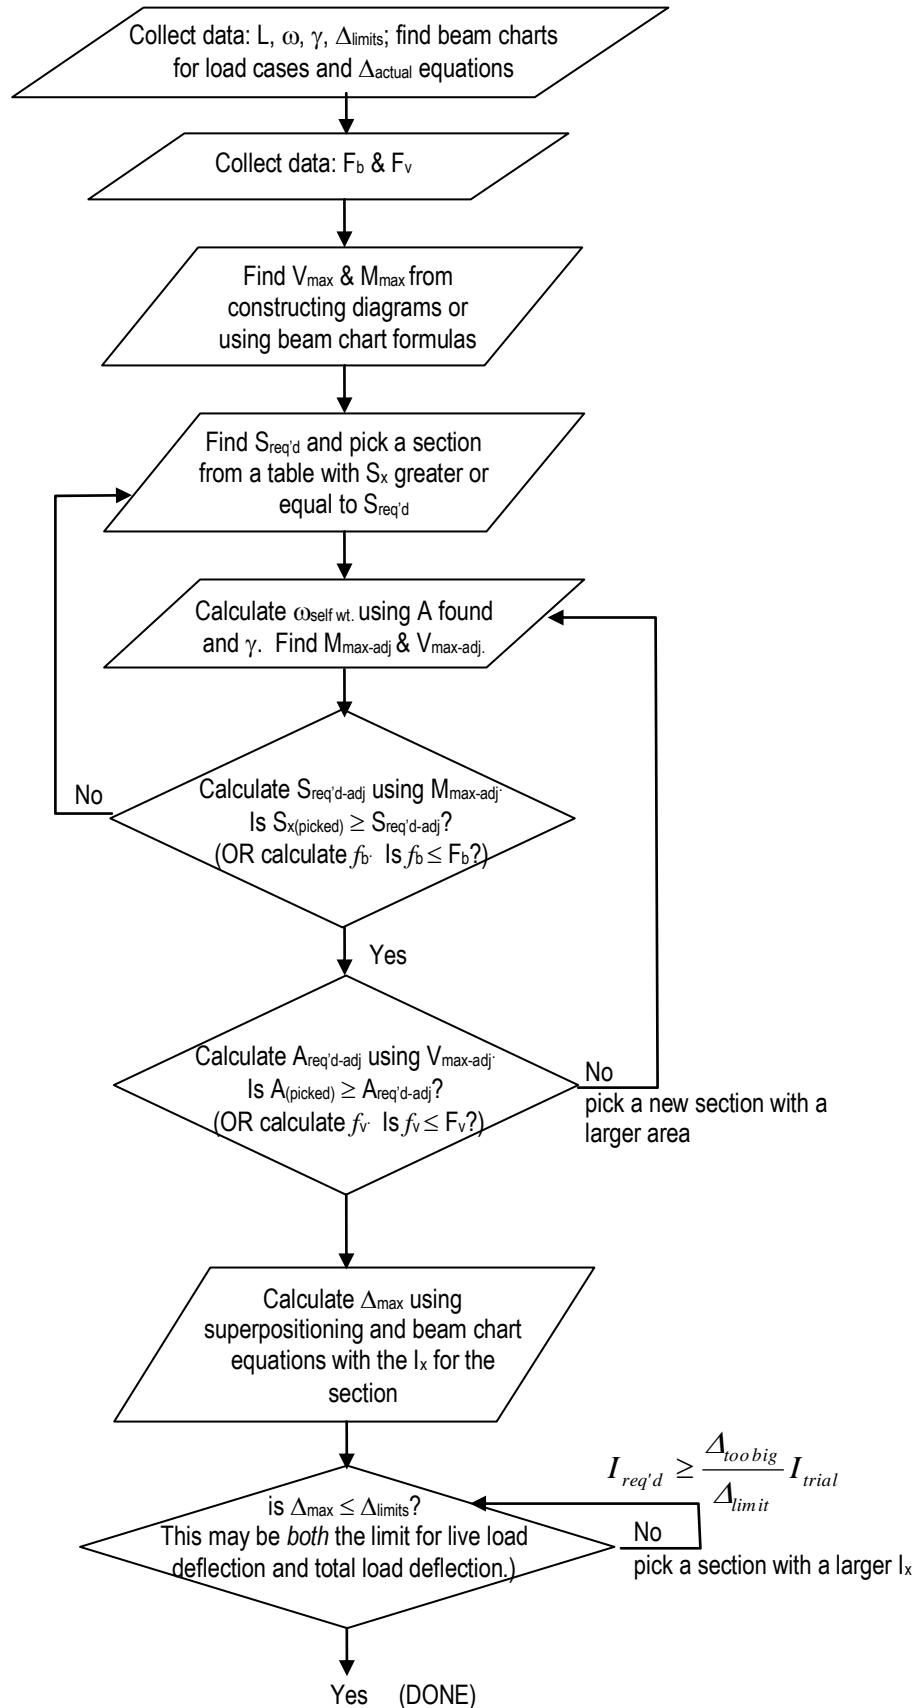 Collect data: L, ω, γ, Δlimits; find beam charts
for load cases and Δactual equations
Collect data: Fb & Fv
Find Vmax & Mmax from
constructing diagrams or
using beam chart formulas
Find Sreq'd and pick a section
from a table with Sx greater or
equal to Sreq'd
Calculate ωself wt. using A found
and γ. Find Mmax-adj & Vmax-adj.
No
Calculate Sreq'd-adj using Mmax-adj.
Is Sx(picked) ≥ Sreq'd-adj?
(OR calculate fb. Is fb ≤ Fb?)
Yes
Calculate Areq'd-adj using Vmax-adj.
Is A(picked) ≥ Areq'd-adj?
(OR calculate fv. Is fv ≤ Fv?)
No
pick a new section with a
larger area
Calculate Δmax using
superpositioning and beam chart
equations with the Ix for the
section
I req'd ≥ Δtoo big / Δlimit I trial
is Δmax ≤ Δlimits?
This may be both the limit for live load
deflection and total load deflection.)
No
pick a section with a larger Ix
Yes (DONE)